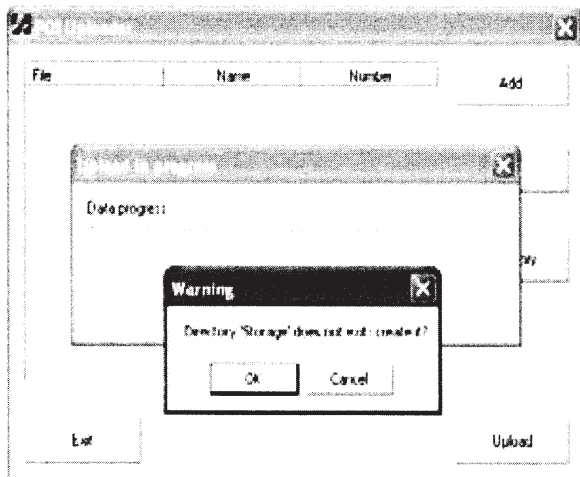 File Name Number
Add
Data progress
Warning
Directory 'Storage' does not exist: create it?
Ok Cancel
Exit Upload